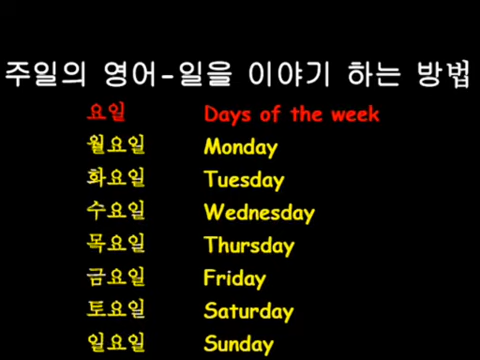 주일의 영어-일을 이야기 하는 방법
요일 Days of the week
월요일 Monday
화요일 Tuesday
수요일 Wednesday
목요일 Thursday
금요일 Friday
토요일 Saturday
일요일 Sunday